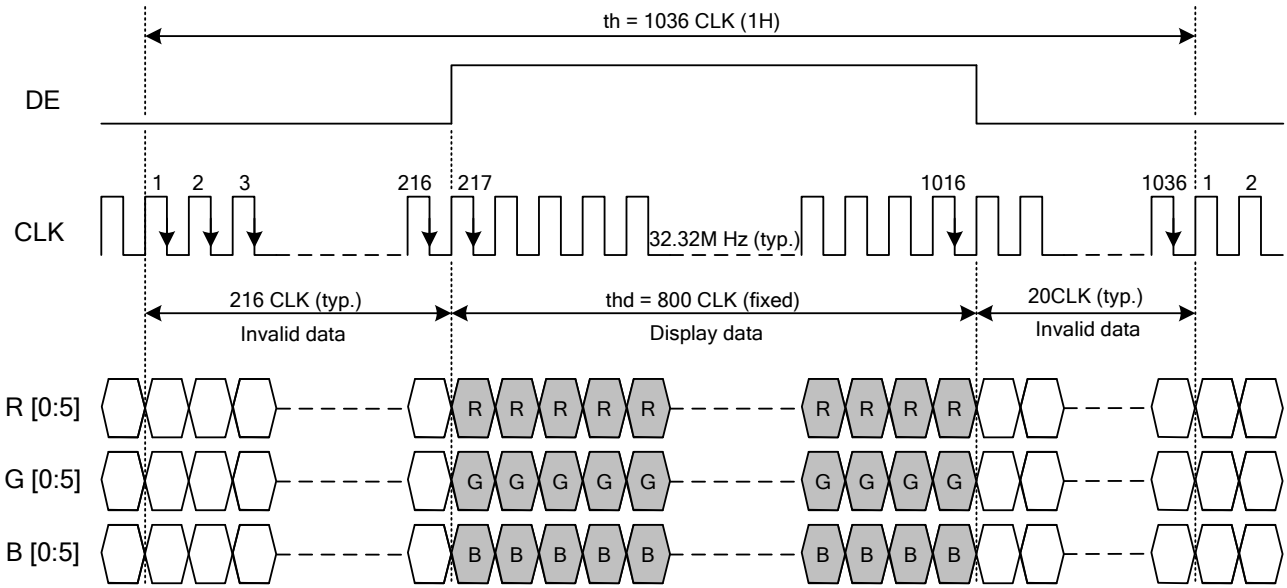 th = 1036 CLK (1H)
DE
1 2 3 216 217 1016 1036 1 2
CLK
32.32M Hz (typ.)
216 CLK (typ.) thd = 800 CLK (fixed) 20CLK (typ.)
Invalid data Display data Invalid data
R [0:5] R R R R R R R R R
G [0:5] G G G G G G G G G
B [0:5] B B B B B B B B B